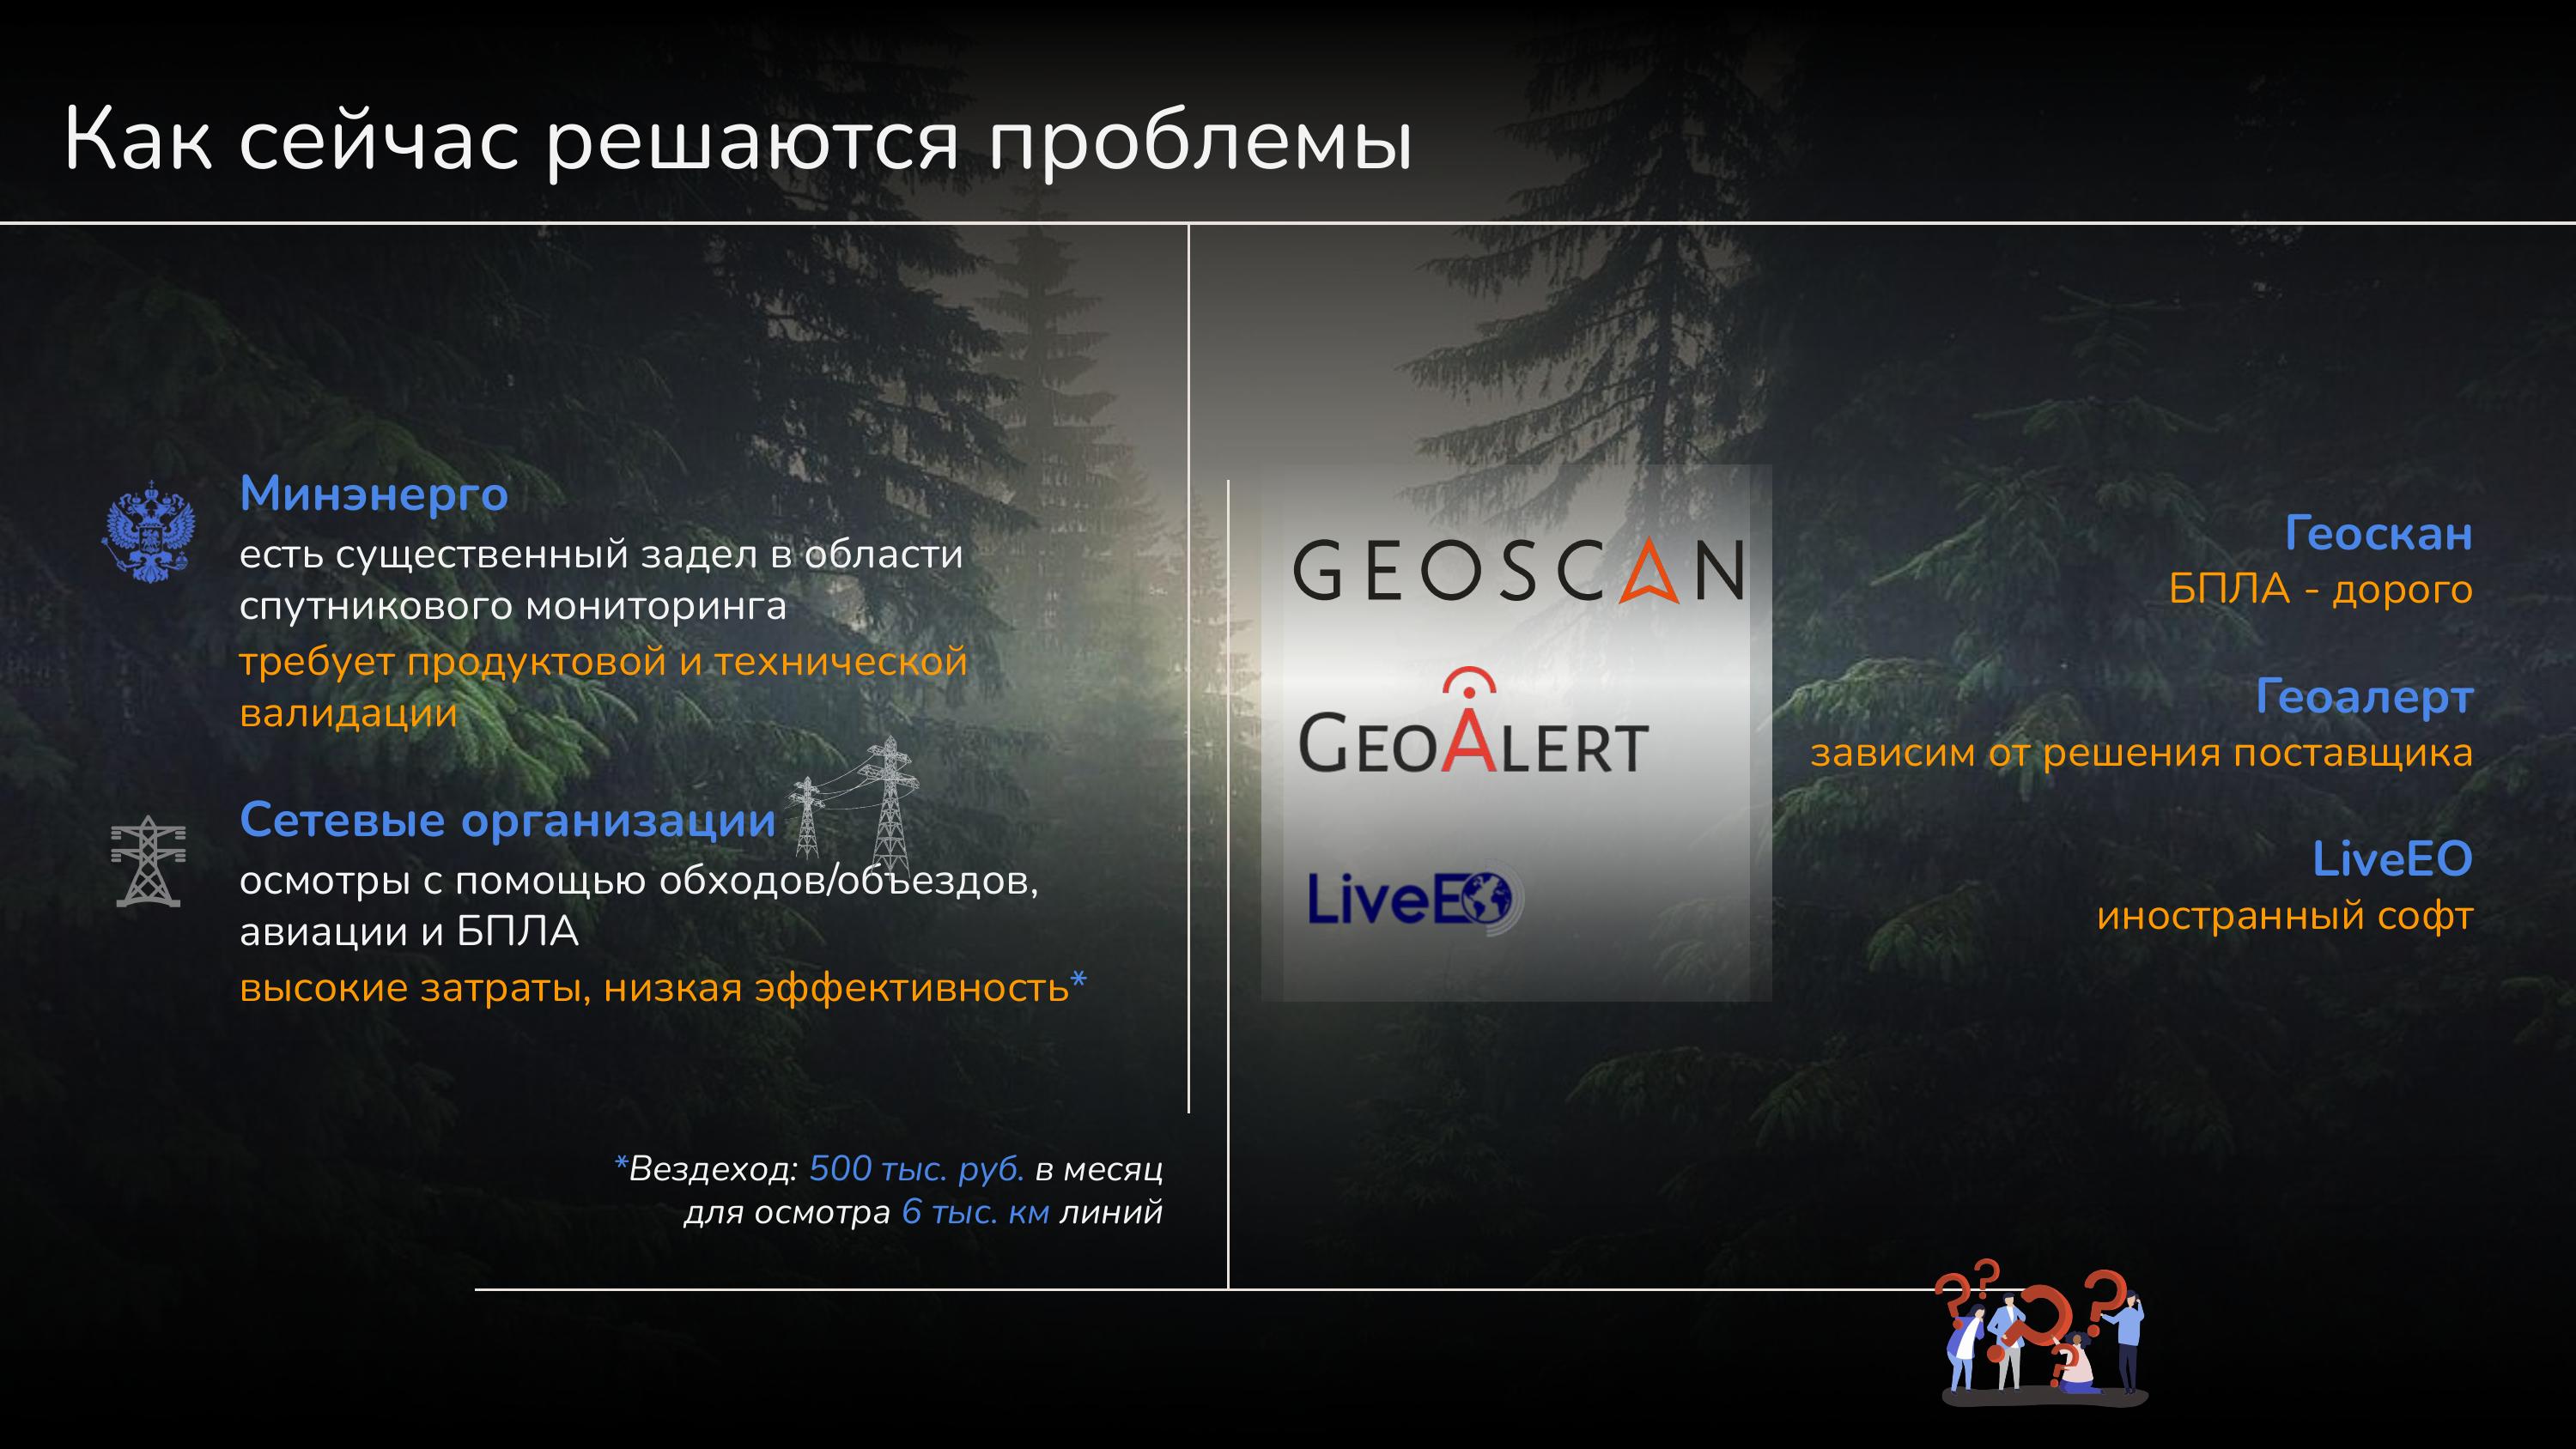 Как сейчас решаются проблемы
Минэнерго
есть существенный задел в области
спутникового мониторинга
требует продуктовой и технической
валидации
Сетевые организации
осмотры с помощью обходов/объездов,
авиации и БПЛА
высокие затраты, низкая эффективность*
*Вездеход: 500 тыс. руб. в месяц
для осмотра 6 тыс. км линий
GEOSCAN
GEOALERT
LiveEO
Геоскан
БПЛА - дорого
Геоалерт
зависим от решения поставщика
LiveEO
иностранный софт